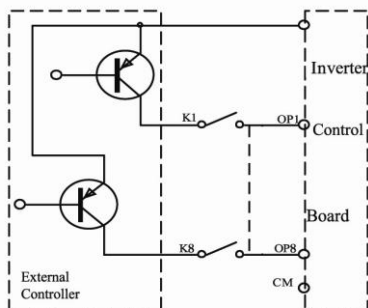 Inverter
K1
OP1
Control
Board
K8
OP8
CM
External
Controller